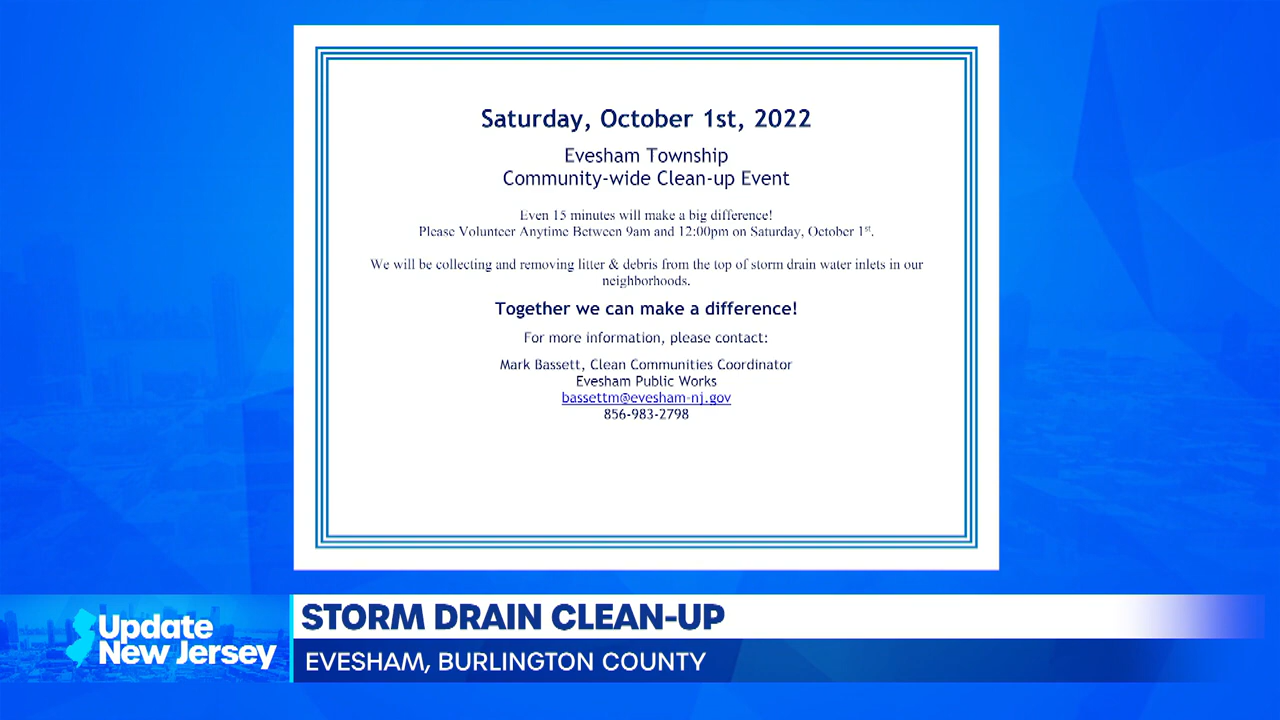 Saturday, October 1st, 2022
Evesham Township
Community-wide Clean-up Event
Even 15 minutes will make a big difference!
Please Volunteer Anytime Between 9am and 12:00pm on Saturday, October 1st.
We will be collecting and removing litter & debris from the top of storm drain water inlets in our
neighborhoods.
Together we can make a difference!
For more information, please contact:
Mark Bassett, Clean Communities Coordinator
Evesham Public Works
bassettm@evesham-nj.gov
856-983-2798
Update
New Jersey
STORM DRAIN CLEAN-UP
EVESHAM, BURLINGTON COUNTY